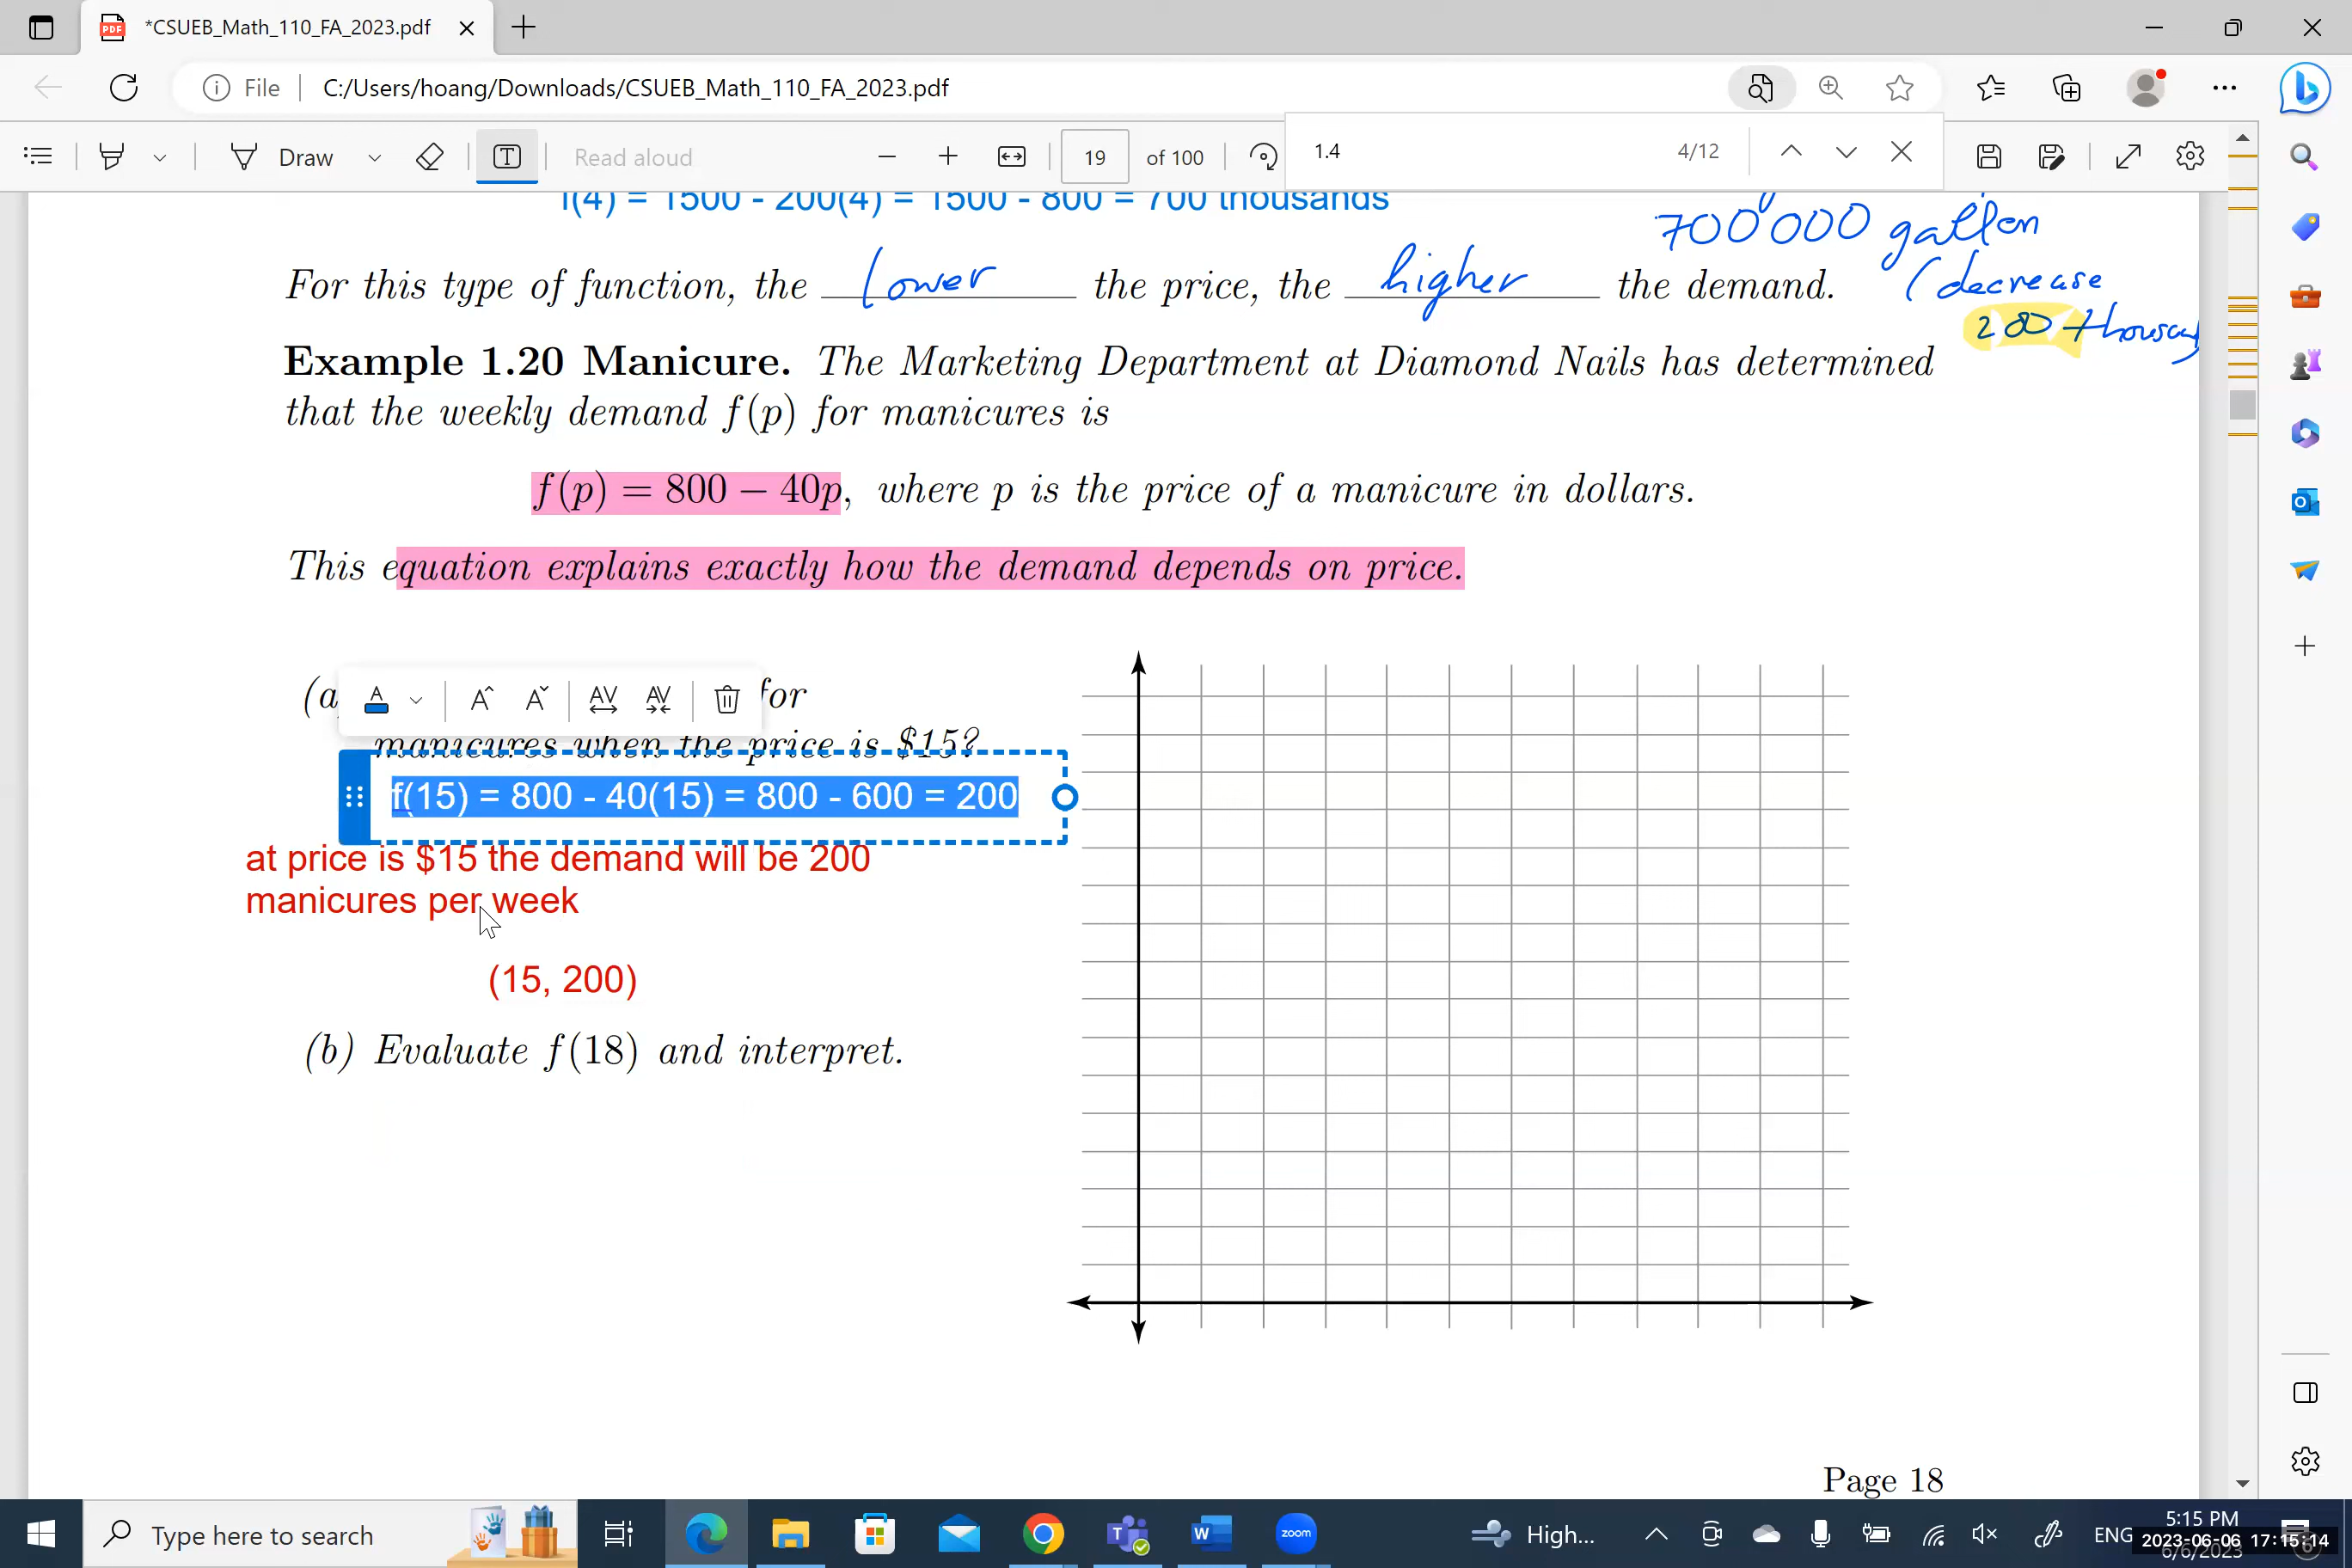 *CSUEB_Math_110_FA_2023.pdf
File
C:/Users/hoang/Downloads/CSUEB_Math_110_FA_2023.pdf
Draw
Read aloud
19
of 100
1.4
4/12
f(4) = 1500 - 200(4) = 1500 - 800 = 700 thousands
700'000 gallon
For this type of function, the lower the price, the higher the demand.
(decrease
200 thousand
Example 1.20 Manicure. The Marketing Department at Diamond Nails has determined
that the weekly demand f(p) for manicures is
f(p) = 800 − 40p, where p is the price of a manicure in dollars.
This equation explains exactly how the demand depends on price.
(a for
manicures when the price is $15?
f(15) = 800 - 40(15) = 800 - 600 = 200
at price is $15 the demand will be 200
manicures per week
(15, 200)
(b) Evaluate f(18) and interpret.
Page 18
Type here to search
zoom
High...
ENG
5:15 PM
2023-06-06 17:15:14
6/6/2023